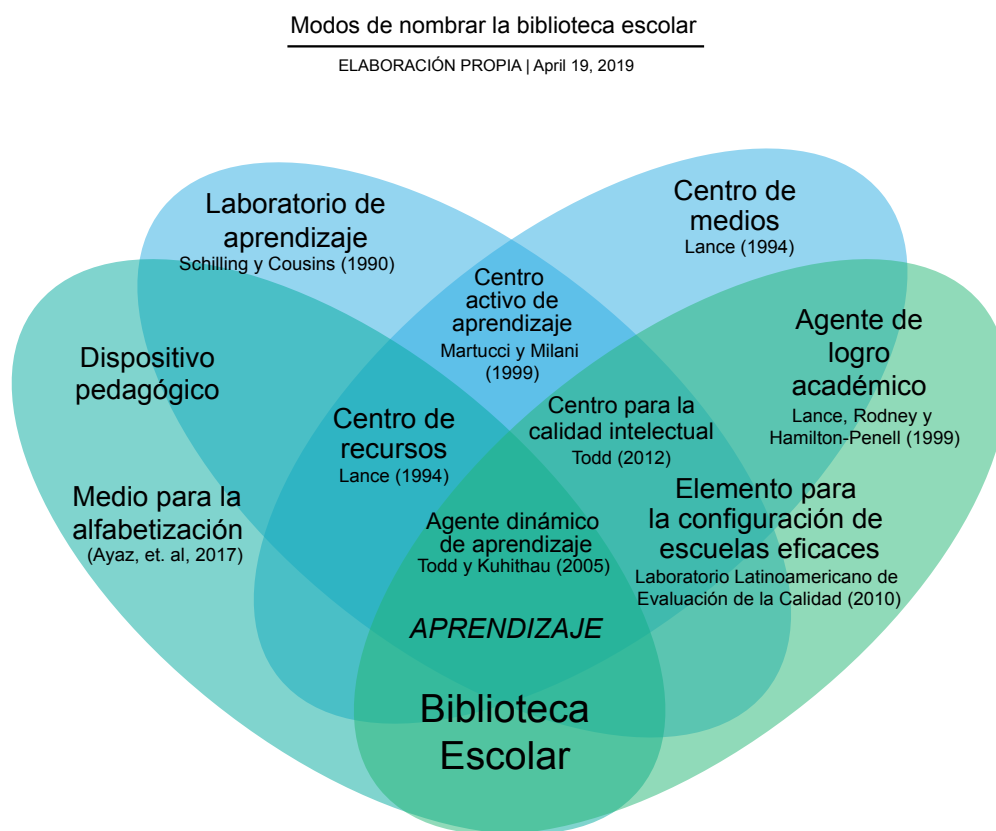 Modos de nombrar la biblioteca escolar
ELABORACIÓN PROPIA | April 19, 2019
Laboratorio de
aprendizaje
Schilling y Cousins (1990)
Centro de
medios
Lance (1994)
Centro
activo de
aprendizaje
Martucci y Milani
(1999)
Dispositivo
pedagógico
Agente de
logro
académico
Lance, Rodney y
Hamilton-Penell (1999)
Centro de
recursos
Lance (1994)
Centro para la
calidad intelectual
Todd (2012)
Medio para la
alfabetización
(Ayaz, et. al, 2017)
Agente dinámico
de aprendizaje
Todd y Kuhithau (2005)
Elemento para
la configuración de
escuelas eficaces
Laboratorio Latinoamericano de
Evaluación de la Calidad (2010)
APRENDIZAJE
Biblioteca
Escolar